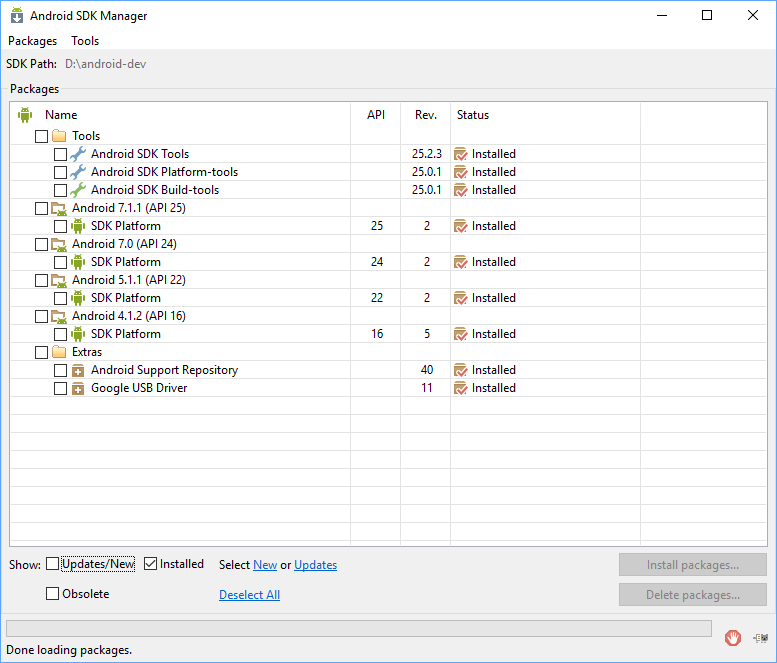 Android SDK Manager
Packages Tools
SDK Path: D:\android-dev
Packages
Name API Rev. Status
Tools
Android SDK Tools 25.2.3 Installed
Android SDK Platform-tools 25.0.1 Installed
Android SDK Build-tools 25.0.1 Installed
Android 7.1.1 (API 25)
SDK Platform 25 2 Installed
Android 7.0 (API 24)
SDK Platform 24 2 Installed
Android 5.1.1 (API 22)
SDK Platform 22 2 Installed
Android 4.1.2 (API 16)
SDK Platform 16 5 Installed
Extras
Android Support Repository 40 Installed
Google USB Driver 11 Installed
Show: Updates/New Installed Select New or Updates Install packages...
Obsolete Deselect All Delete packages...
Done loading packages.